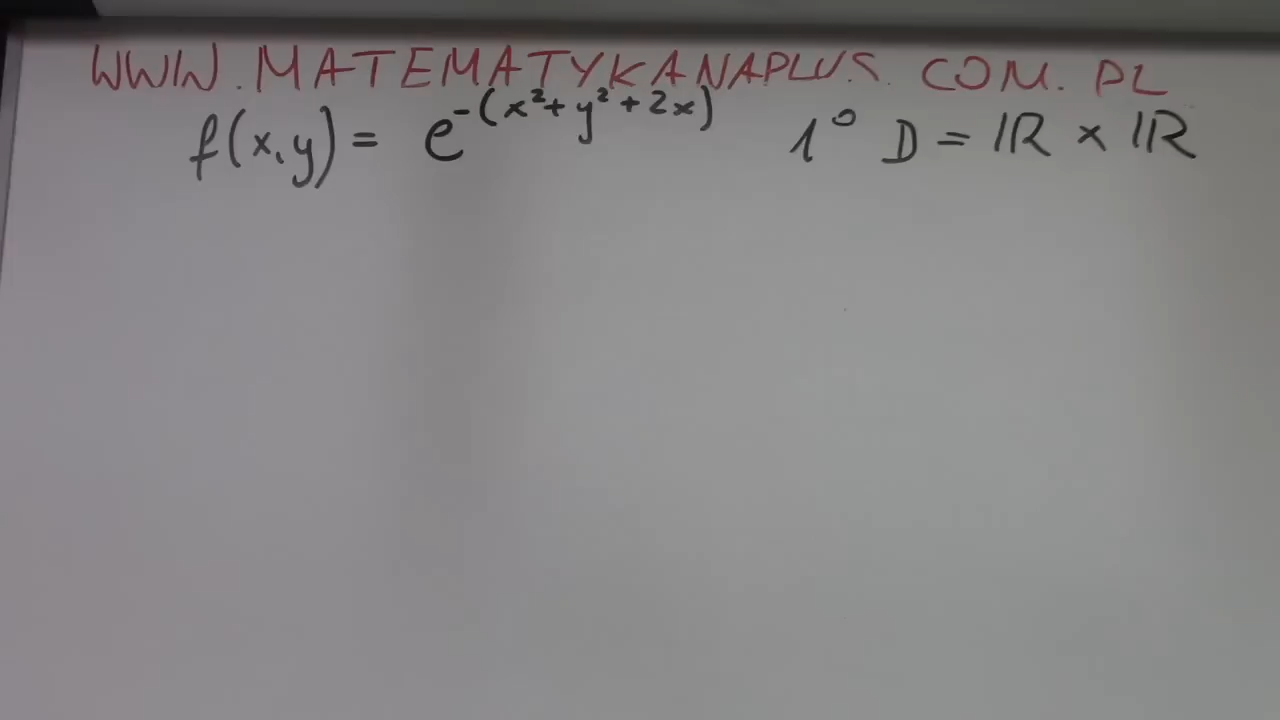 WWW.MATEMATYKANAPLUS.COM.PL
f(x,y) = e^-(x²+y²+2x) 1° D = ℝ × ℝ